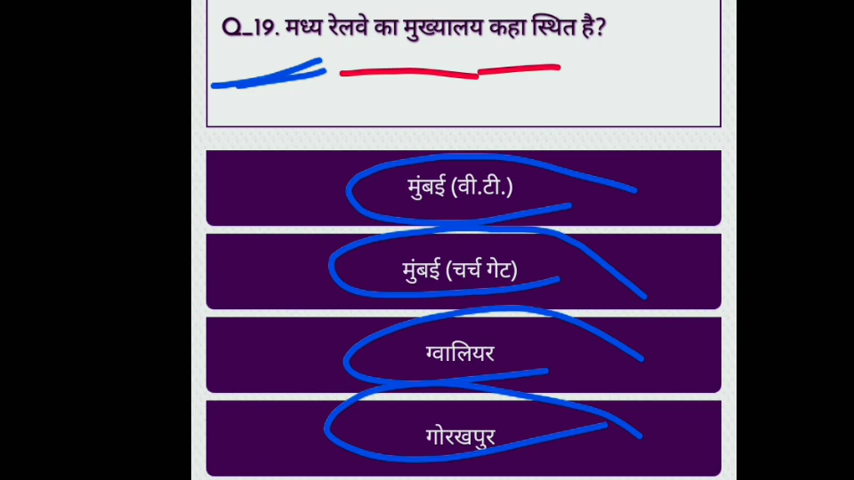 Q_19. मध्य रेलवे का मुख्यालय कहा स्थित है?
मुंबई (वी.टी.)
मुंबई (चर्च गेट)
ग्वालियर
गोरखपुर